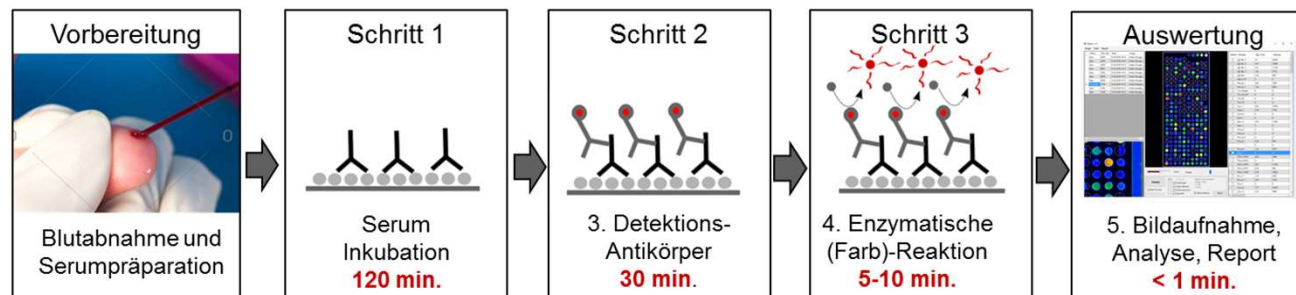 Vorbereitung
Blutabnahme und
Serumpräparation
Schritt 1
Serum
Inkubation
120 min.
Schritt 2
3. Detektions-
Antikörper
30 min.
Schritt 3
4. Enzymatische
(Farb)-Reaktion
5-10 min.
Auswertung
5. Bildaufnahme,
Analyse, Report
< 1 min.